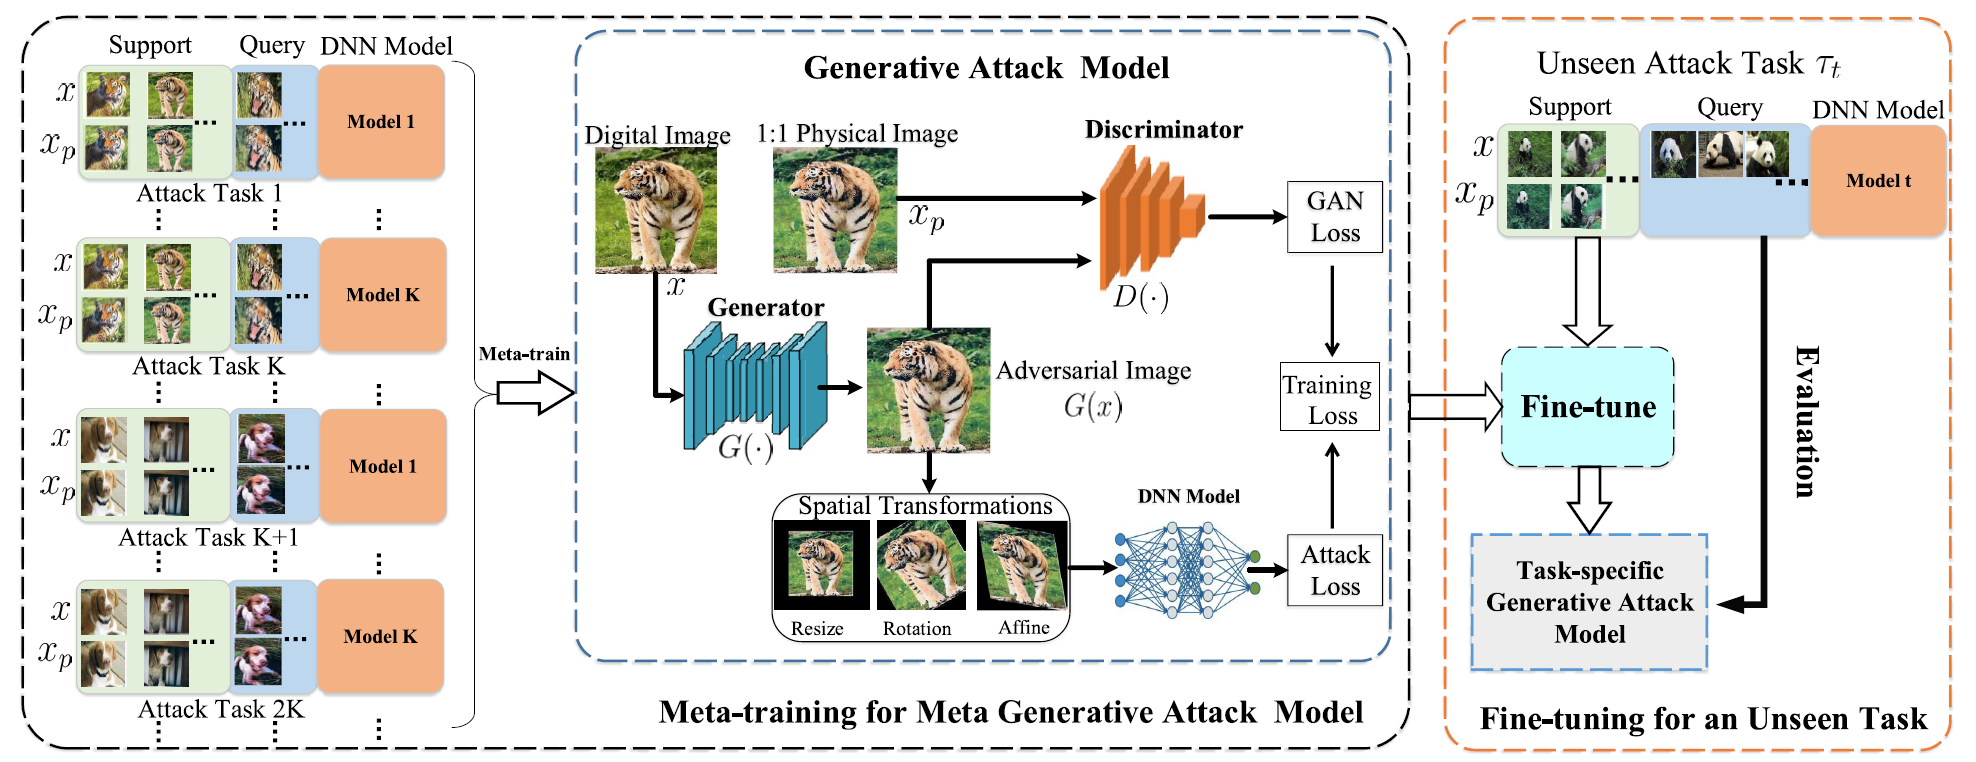 Support Query DNN Model
x
x_p
... ...
Model 1
Attack Task 1
x
x_p
... ...
Model K
Attack Task K
x
x_p
... ...
Model 1
Attack Task K+1
x
x_p
... ...
Model K
Attack Task 2K
Meta-train
Generative Attack Model
Digital Image
1:1 Physical Image
Discriminator
x
x_p
D(·)
GAN
Loss
Generator
G(·)
Adversarial Image
G(x)
Training
Loss
Spatial Transformations
Resize Rotation Affine
DNN Model
Attack
Loss
Meta-training for Meta Generative Attack Model
Unseen Attack Task τ_t
Support Query DNN Model
x
x_p
... ...
Model t
Fine-tune
Evaluation
Task-specific
Generative Attack
Model
Fine-tuning for an Unseen Task